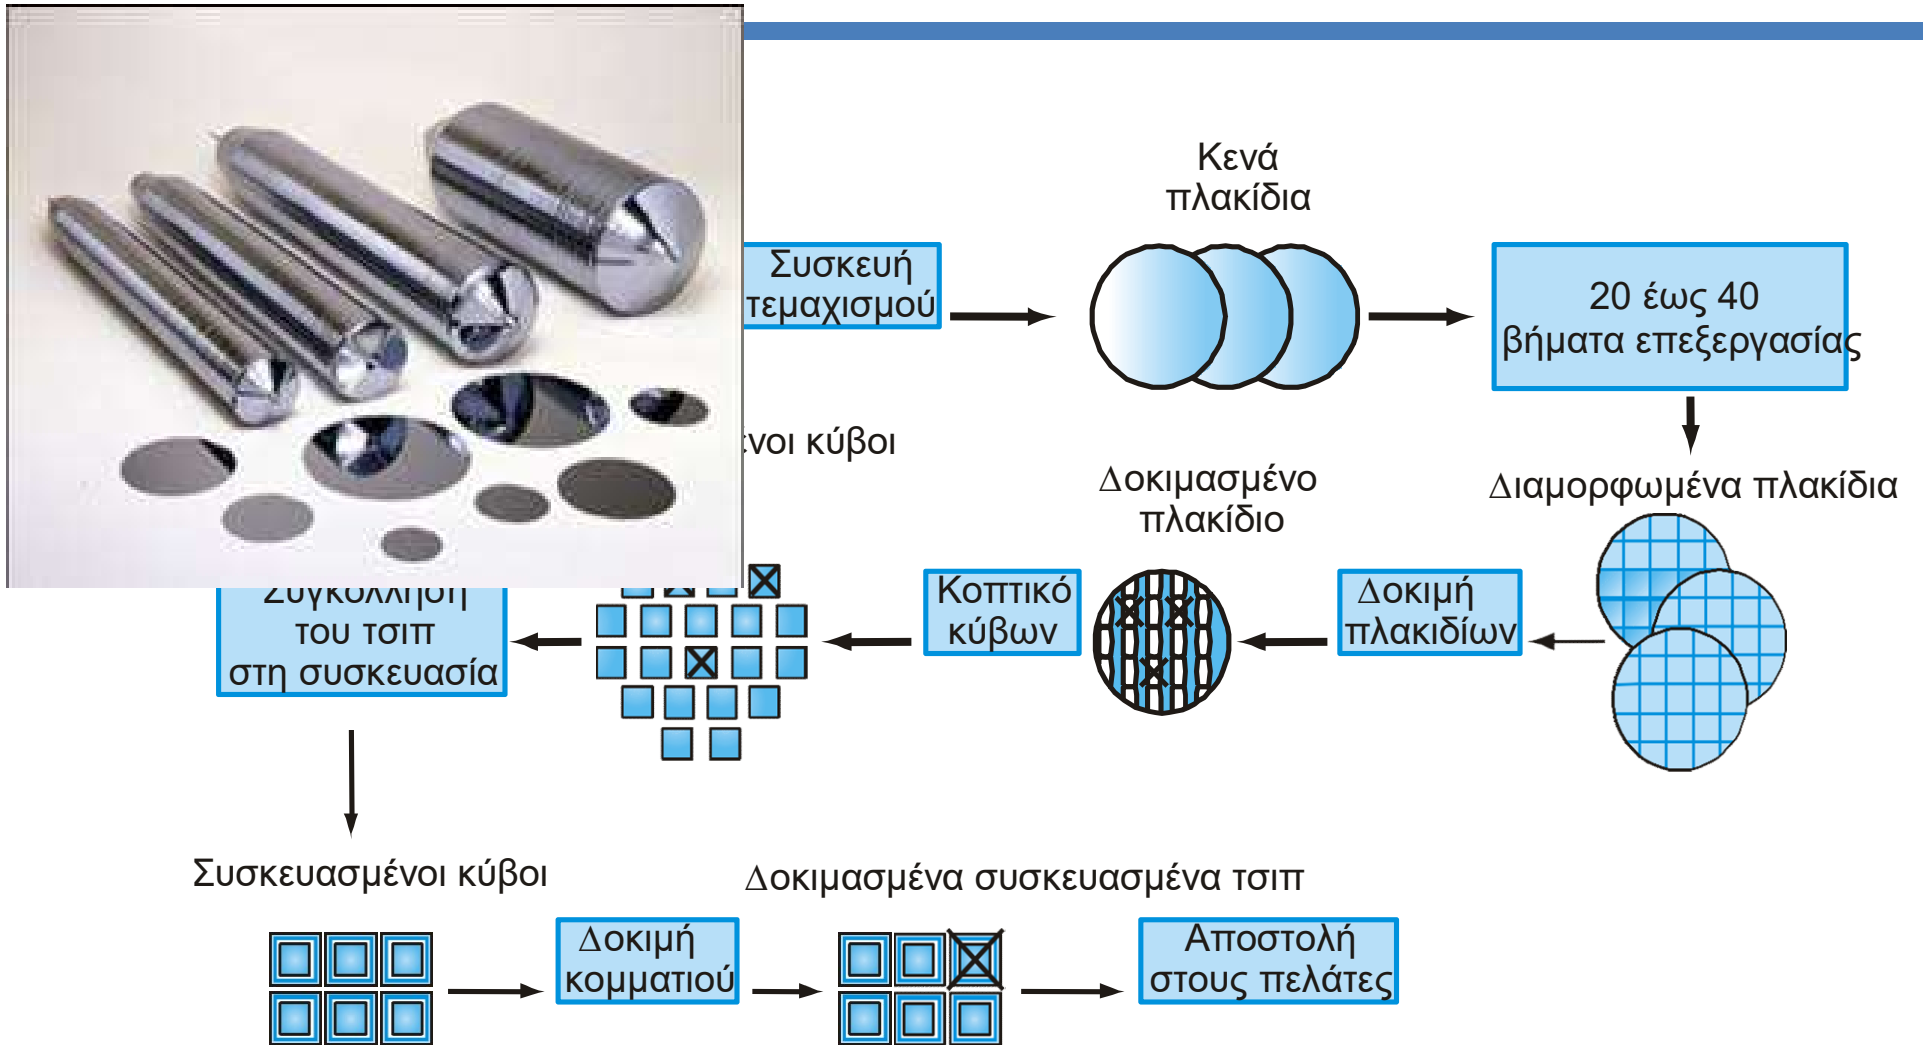 Κενά
πλακίδια
Συσκευή
τεμαχισμού
20 έως 40
βήματα επεξεργασίας
κύβοι
Δοκιμασμένο
πλακίδιο
Διαμορφωμένα πλακίδια
Συγκόλληση
του τσιπ
στη συσκευασία
Κοπτικό
κύβων
Δοκιμή
πλακιδίων
Συσκευασμένοι κύβοι
Δοκιμασμένα συσκευασμένα τσιπ
Δοκιμή
κομματιού
Αποστολή
στους πελάτες